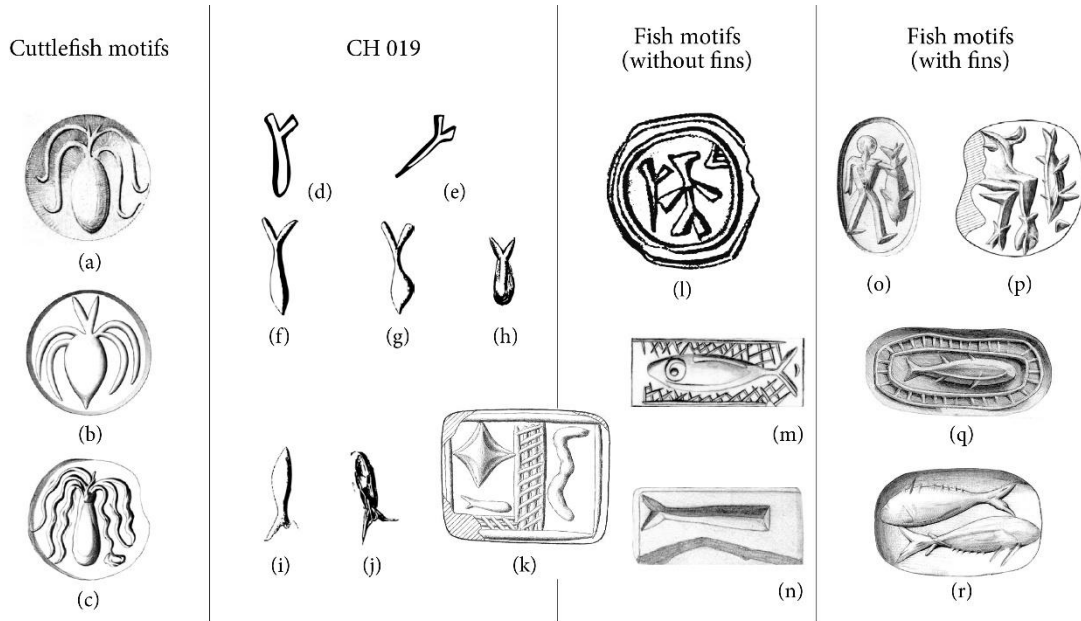 Cuttlefish motifs
CH 019
Fish motifs
(without fins)
Fish motifs
(with fins)
(a)
(b)
(c)
(d)
(e)
(f)
(g)
(h)
(i)
(j)
(k)
(l)
(m)
(n)
(o)
(p)
(q)
(r)